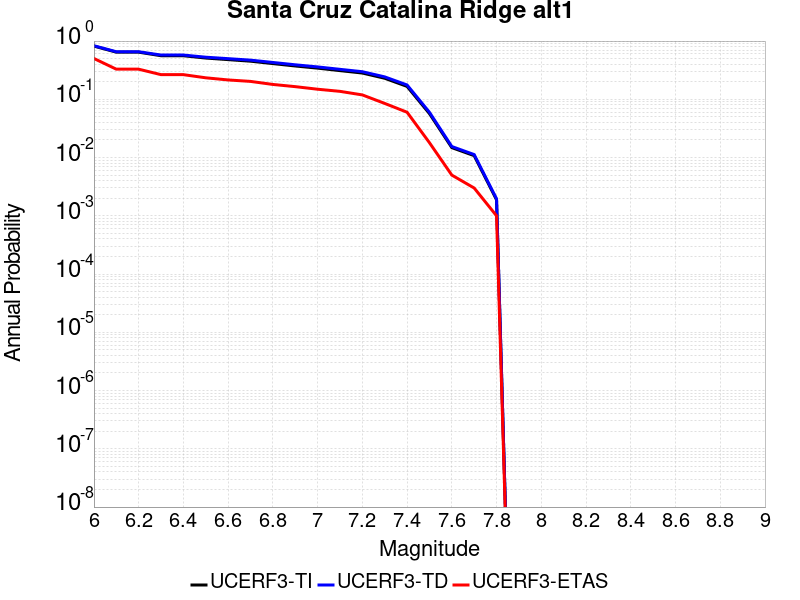 Santa Cruz Catalina Ridge alt1
Annual Probability
10^0
10^-1
10^-2
10^-3
10^-4
10^-5
10^-6
10^-7
10^-8
6 6.2 6.4 6.6 6.8 7 7.2 7.4 7.6 7.8 8 8.2 8.4 8.6 8.8 9
Magnitude
UCERF3-TI UCERF3-TD UCERF3-ETAS